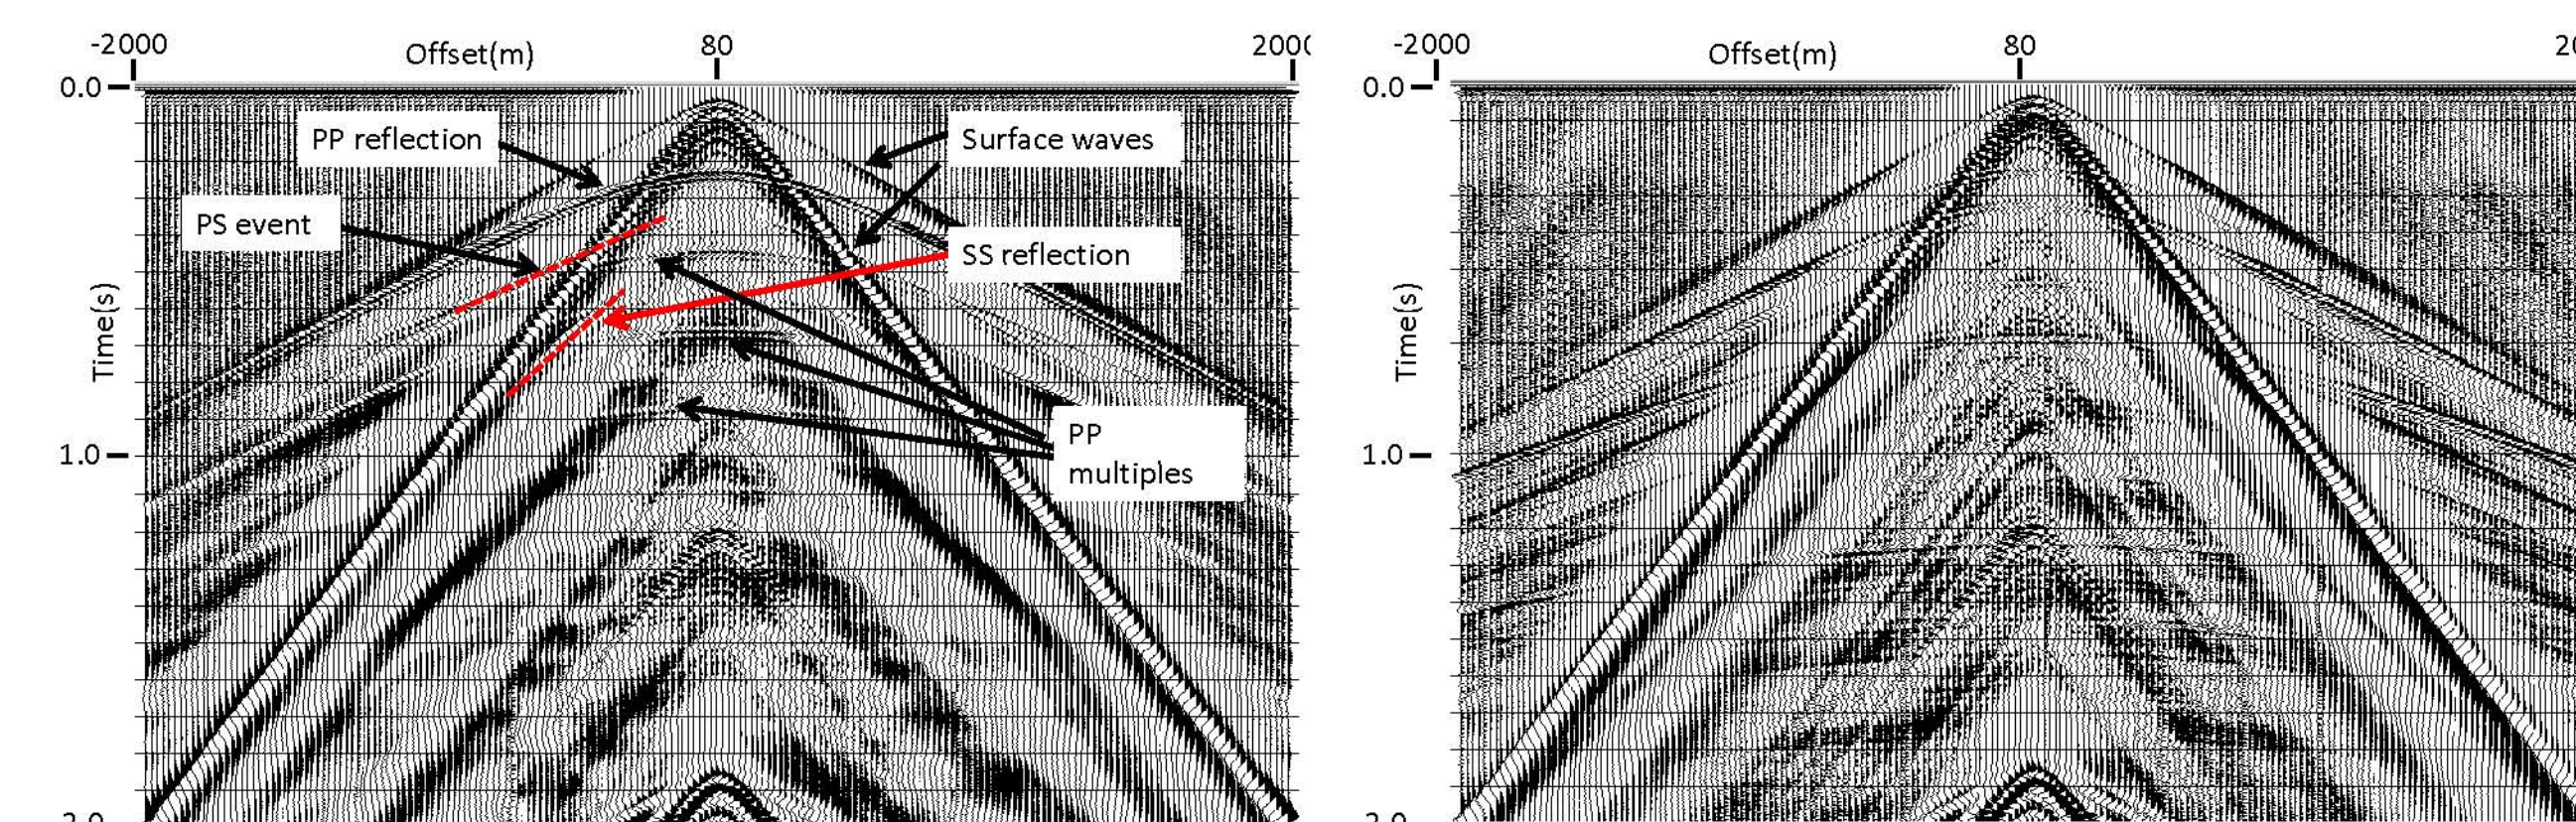 -2000 Offset(m) 80 200
0.0
PP reflection
Surface waves
PS event
SS reflection
Time(s)
1.0
PP
multiples
-2000 Offset(m) 80 20
0.0
Time(s)
1.0